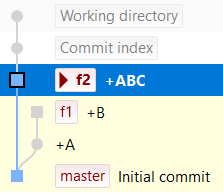 Working directory
Commit index
f2 +ABC
f1 +B
+A
master Initial commit